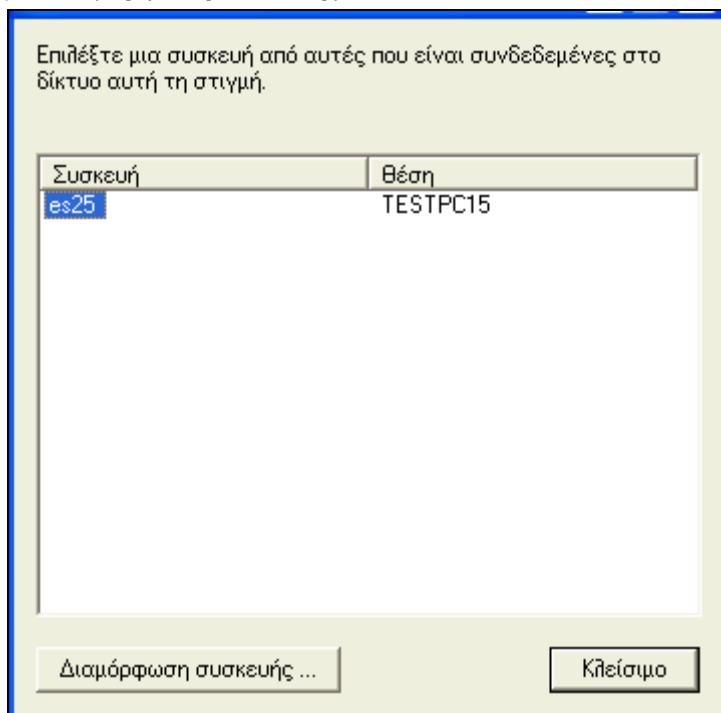 Επιλέξτε μια συσκευή από αυτές που είναι συνδεδεμένες στο
δίκτυο αυτή τη στιγμή.
Συσκευή Θέση
es25 TESTPC15
Διαμόρφωση συσκευής ... Κλείσιμο